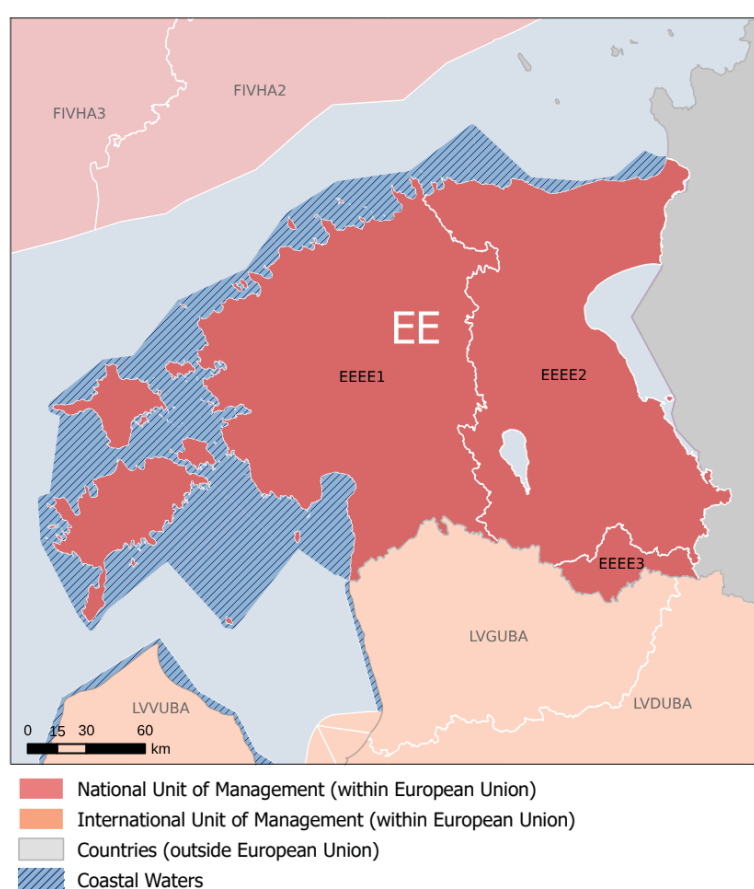 FIVHA2
FIVHA3
EE
EEEE1
EEEE2
EEEE3
LVGUBA
LVDUBA
LVVUBA
0 15 30 60
km
National Unit of Management (within European Union)
International Unit of Management (within European Union)
Countries (outside European Union)
Coastal Waters